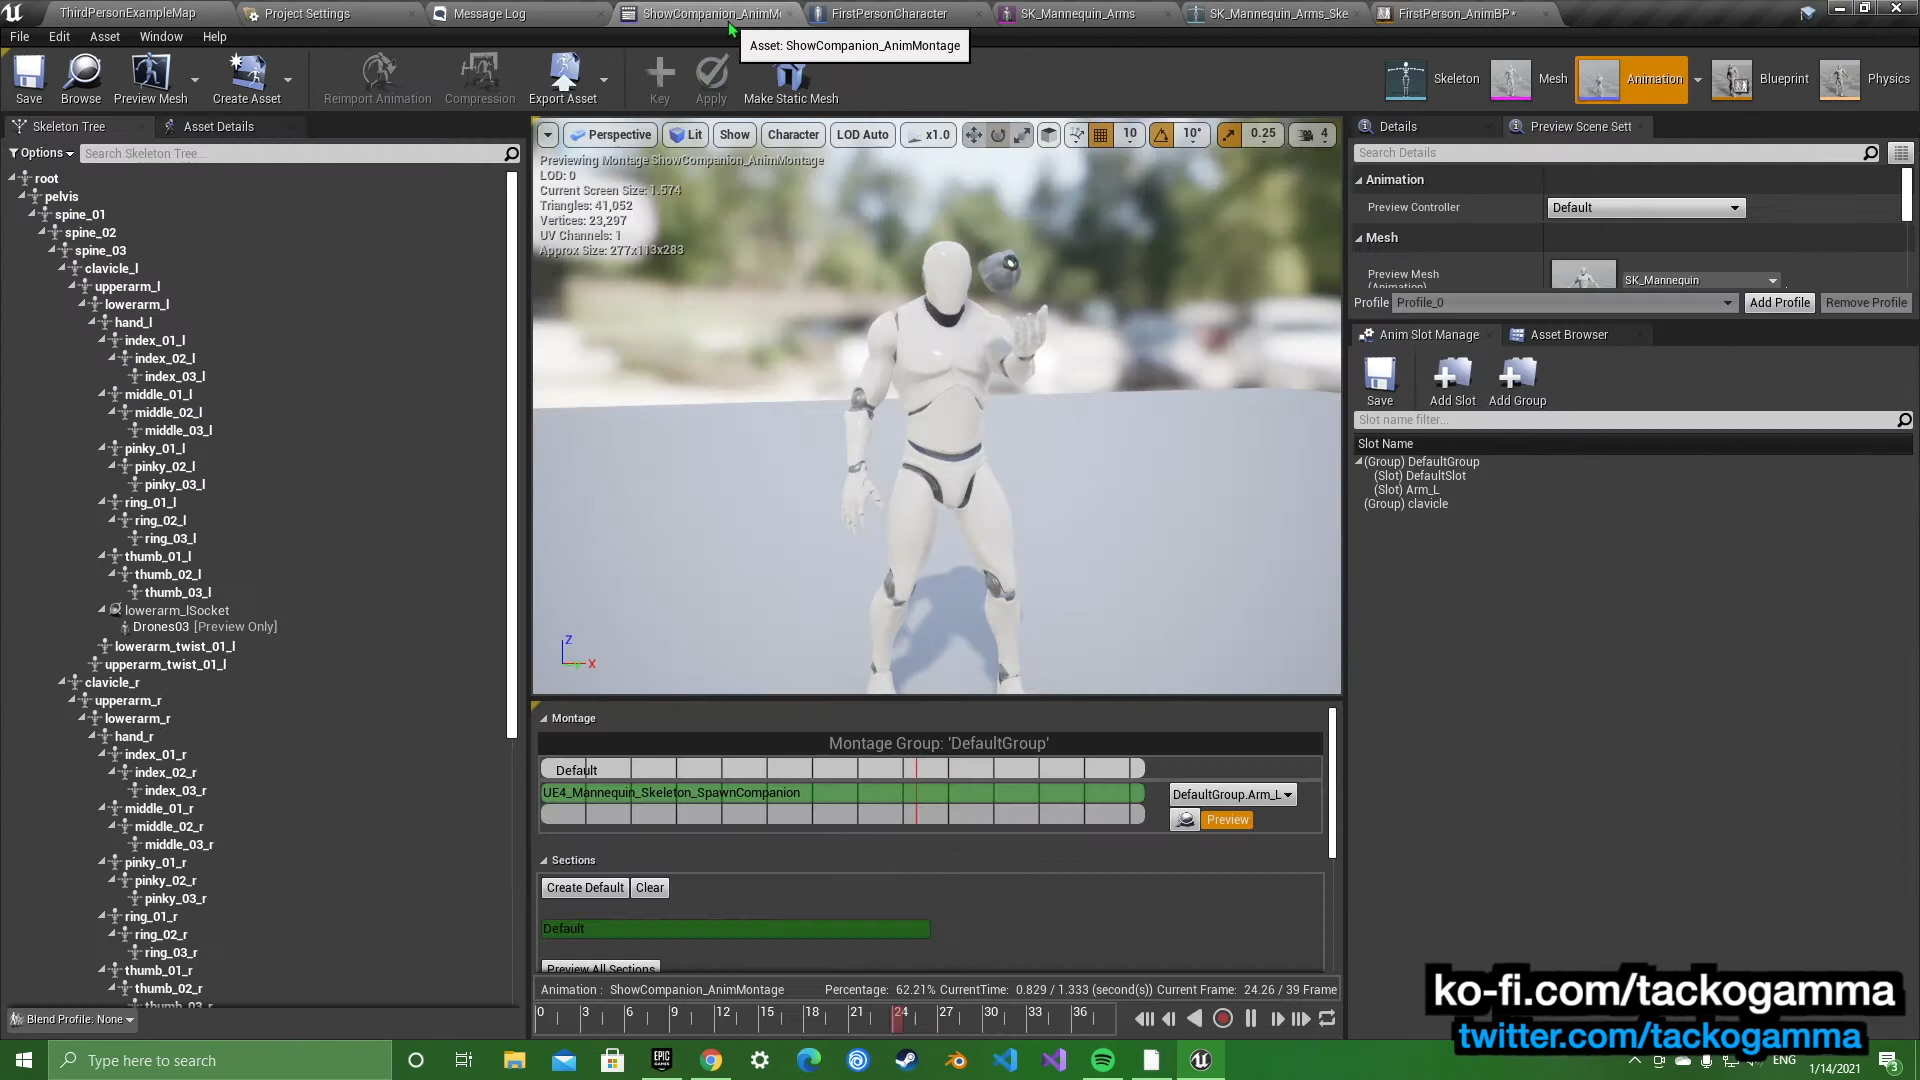 ThirdPersonExampleMap
Project Settings
Message Log
ShowCompanion_AnimM
FirstPersonCharacter
SK_Mannequin_Arms
SK_Mannequin_Arms_Ske
FirstPerson_AnimBP*
File
Edit
Asset
Window
Help
Asset: ShowCompanion_AnimMontage
Save
Browse
Preview Mesh
Create Asset
Reimport Animation
Compression
Export Asset
Key
Apply
Make Static Mesh
Skeleton
Mesh
Animation
Blueprint
Physics
Skeleton Tree
Asset Details
Options
Search Skeleton Tree...
root
pelvis
spine_01
spine_02
spine_03
clavicle_l
upperarm_l
lowerarm_l
hand_l
index_01_l
index_02_l
index_03_l
middle_01_l
middle_02_l
middle_03_l
pinky_01_l
pinky_02_l
pinky_03_l
ring_01_l
ring_02_l
ring_03_l
thumb_01_l
thumb_02_l
thumb_03_l
lowerarm_lSocket
Drones03 [Preview Only]
lowerarm_twist_01_l
upperarm_twist_01_l
clavicle_r
upperarm_r
lowerarm_r
hand_r
index_01_r
index_02_r
index_03_r
middle_01_r
middle_02_r
middle_03_r
pinky_01_r
pinky_02_r
pinky_03_r
ring_01_r
ring_02_r
ring_03_r
thumb_01_r
thumb_02_r
thumb_03_r
Blend Profile: None
Perspective
Lit
Show
Character
LOD Auto
x1.0
10
10°
0.25
4
Previewing Montage ShowCompanion_AnimMontage
LOD: 0
Current Screen Size: 1.574
Triangles: 41,052
Vertices: 23,297
UV Channels: 1
Approx Size: 277x113x283
Z
X
Montage
Montage Group: 'DefaultGroup'
Default
UE4_Mannequin_Skeleton_SpawnCompanion
DefaultGroup.Arm_L
Preview
Sections
Create Default
Clear
Default
Preview All Sections
Animation : ShowCompanion_AnimMontage
Percentage: 62.21% CurrentTime: 0.829 / 1.333 (second(s)) Current Frame: 24.26 / 39 Frame
0 3 6 9 12 15 18 21 24 27 30 33 36
Details
Preview Scene Sett
Search Details
Animation
Preview Controller
Default
Mesh
Preview Mesh
(Animation)
SK_Mannequin
Profile
Profile_0
Add Profile
Remove Profile
Anim Slot Manage
Asset Browser
Save
Add Slot
Add Group
Slot name filter...
Slot Name
(Group) DefaultGroup
(Slot) DefaultSlot
(Slot) Arm_L
(Group) clavicle
ko-fi.com/tackogamma
twitter.com/tackogamma
Type here to search
EPIC
GAMES
ENG
1/14/2021
3